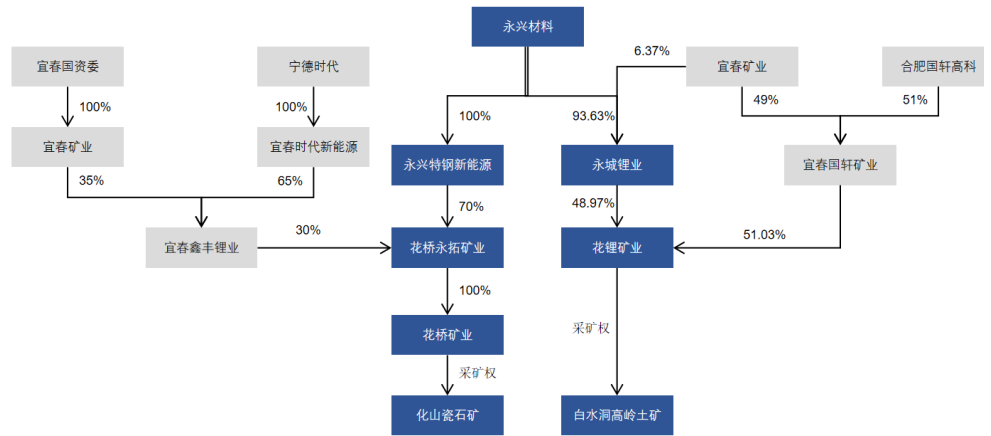 永兴材料
宜春国资委
宁德时代
6.37%
宜春矿业
合肥国轩高科
100%
100%
100%
93.63%
49%
51%
宜春矿业
宜春时代新能源
永兴特钢新能源
永城锂业
宜春国轩矿业
35%
65%
70%
48.97%
宜春鑫丰锂业
30%
花桥永拓矿业
花锂矿业
51.03%
100%
花桥矿业
采矿权
采矿权
化山瓷石矿
白水洞高岭土矿